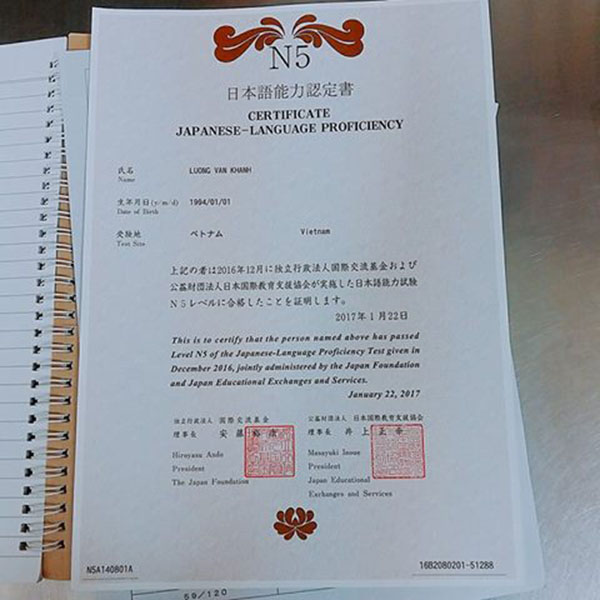 N5
日本語能力認定書
CERTIFICATE
JAPANESE-LANGUAGE PROFICIENCY
氏名 LUONG VAN KHANH
Name
生年月日(y/m/d) 1994/01/01
Date of Birth
受験地 ベトナム Vietnam
Test Site
上記の者は2016年12月に独立行政法人国際交流基金および
公益財団法人日本国際教育支援協会が実施した日本語能力試験
N5レベルに合格したことを証明します。
2017年1月22日
This is to certify that the person named above has passed
Level N5 of the Japanese-Language Proficiency Test given in
December 2016, jointly administered by the Japan Foundation
and Japan Educational Exchanges and Services.
January 22, 2017
独立行政法人 国際交流基金
理事長 安藤裕康
Hiroyasu Ando
President
The Japan Foundation
公益財団法人 日本国際教育支援協会
理事長 井上正幸
Masayuki Inoue
President
Japan Educational
Exchanges and Services
N5A140801A
16B2080201-51288
59/120